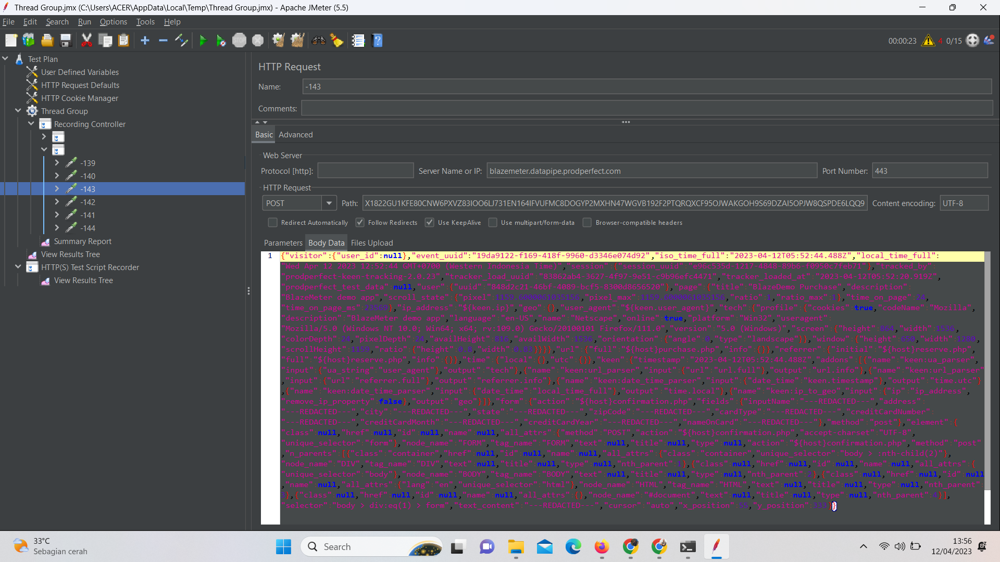 Thread Group.jmx (C:\Users\ACER\AppData\Local\Temp\Thread Group.jmx) - Apache JMeter (5.5)
File Edit Search Run Options Tools Help
STOP
00:00:23 4 0/15
Test Plan
User Defined Variables
HTTP Request Defaults
HTTP Cookie Manager
Thread Group
Recording Controller
-139
-140
-143
-142
-141
-144
Summary Report
View Results Tree
HTTP(S) Test Script Recorder
View Results Tree
HTTP Request
Name: -143
Comments:
Basic Advanced
Web Server
Protocol [http]: Server Name or IP: blazemeter.datapipe.prodperfect.com Port Number: 443
HTTP Request
POST Path: X1822GU1KFE80CNW6PXVZ83IOO6LJ731EN164IFVUFMC8DOGYP2MXHN47WGVB192F2PTQRQXCF95OJWAKGOH9S69DZAI5OPJW8QSPDE6LQQ9 Content encoding: UTF-8
Redirect Automatically Follow Redirects Use KeepAlive Use multipart/form-data Browser-compatible headers
Parameters Body Data Files Upload
1 {"visitor":{"user_id":null},"event_uuid":"19da9122-f169-418f-9960-d3346e074d92","iso_time_full":"2023-04-12T05:52:44.488Z","local_time_full":
"Wed Apr 12 2023 12:52:44 GMT+0700 (Western Indonesia Time)","session":{"session_uuid":"e96c535d-1217-4848-89b6-f0950c7feb71"},"tracked_by":
"prodperfect-keen-tracking-2.0.23","tracker_load_uuid":"83862ab4-3627-4f97-9e51-c9b96efc4471","tracker_loaded_at":"2023-04-12T05:52:20.919Z",
"prodperfect_test_data":null,"user":{"uuid":"848d2c21-46bf-4089-bcf5-8300d8656520"},"page":{"title":"BlazeDemo Purchase","description":
"BlazeMeter demo app","scroll_state":{"pixel":1159.6000061035156,"pixel_max":1159.6000061035156,"ratio":1,"ratio_max":1},"time_on_page":24,
"time_on_page_ms":23569},"ip_address":"${keen.ip}","geo":{},"user_agent":"${keen.user_agent}","tech":{"profile":{"cookies":true,"codeName":"Mozilla",
"description":"BlazeMeter demo app","language":"en-US","name":"Netscape","online":true,"platform":"Win32","useragent":
"Mozilla/5.0 (Windows NT 10.0; Win64; x64; rv:109.0) Gecko/20100101 Firefox/111.0","version":"5.0 (Windows)","screen":{"height":864,"width":1536,
"colorDepth":24,"pixelDepth":24,"availHeight":816,"availWidth":1536,"orientation":{"angle":0,"type":"landscape"}},"window":{"height":650,"width":1280,
"scrollHeight":1159,"ratio":{"height":0.8,"width":0.83}}}},"url":{"full":"${host}purchase.php","info":{}},"referrer":{"initial":"${host}reserve.php",
"full":"${host}reserve.php","info":{}},"time":{"local":{},"utc":{}},"keen":{"timestamp":"2023-04-12T05:52:44.488Z","addons":[{"name":"keen:ua_parser",
"input":{"ua_string":"user_agent"},"output":"tech"},{"name":"keen:url_parser","input":{"url":"url.full"},"output":"url.info"},{"name":"keen:url_parser"
,"input":{"url":"referrer.full"},"output":"referrer.info"},{"name":"keen:date_time_parser","input":{"date_time":"keen.timestamp"},"output":"time.utc"}
,{"name":"keen:date_time_parser","input":{"date_time":"local_time_full"},"output":"time.local"},{"name":"keen:ip_to_geo","input":{"ip":"ip_address",
"remove_ip_property":false},"output":"geo"}]},"form":{"action":"${host}confirmation.php","fields":{"inputName":"---REDACTED---","address":
"---REDACTED---","city":"---REDACTED---","state":"---REDACTED---","zipCode":"---REDACTED---","cardType":"---REDACTED---","creditCardNumber":
"---REDACTED---","creditCardMonth":"---REDACTED---","creditCardYear":"---REDACTED---","nameOnCard":"---REDACTED---"},"method":"post"},"element":{
"class":null,"href":null,"id":null,"name":null,"all_attrs":{"method":"POST","action":"${host}confirmation.php","accept-charset":"UTF-8",
"unique_selector":"form"},"node_name":"FORM","tag_name":"FORM","text":null,"title":null,"type":null,"action":"${host}confirmation.php","method":"post"
,"n_parents":[{"class":"container","href":null,"id":null,"name":null,"all_attrs":{"class":"container","unique_selector":"body > :nth-child(2)"},
"node_name":"DIV","tag_name":"DIV","text":null,"title":null,"type":null,"nth_parent":1},{"class":null,"href":null,"id":null,"name":null,"all_attrs":{
"unique_selector":"body"},"node_name":"BODY","tag_name":"BODY","text":null,"title":null,"type":null,"nth_parent":2},{"class":null,"href":null,"id":null
,"name":null,"all_attrs":{"lang":"en","unique_selector":"html"},"node_name":"HTML","tag_name":"HTML","text":null,"title":null,"type":null,"nth_parent":
3},{"class":null,"href":null,"id":null,"name":null,"all_attrs":{},"node_name":"#document","text":null,"title":null,"type":null,"nth_parent":4}],
"selector":"body > div:eq(1) > form","text_content":"---REDACTED---","cursor":"auto","x_position":55,"y_position":333}}
33°C
Sebagian cerah
Search
13:56
12/04/2023